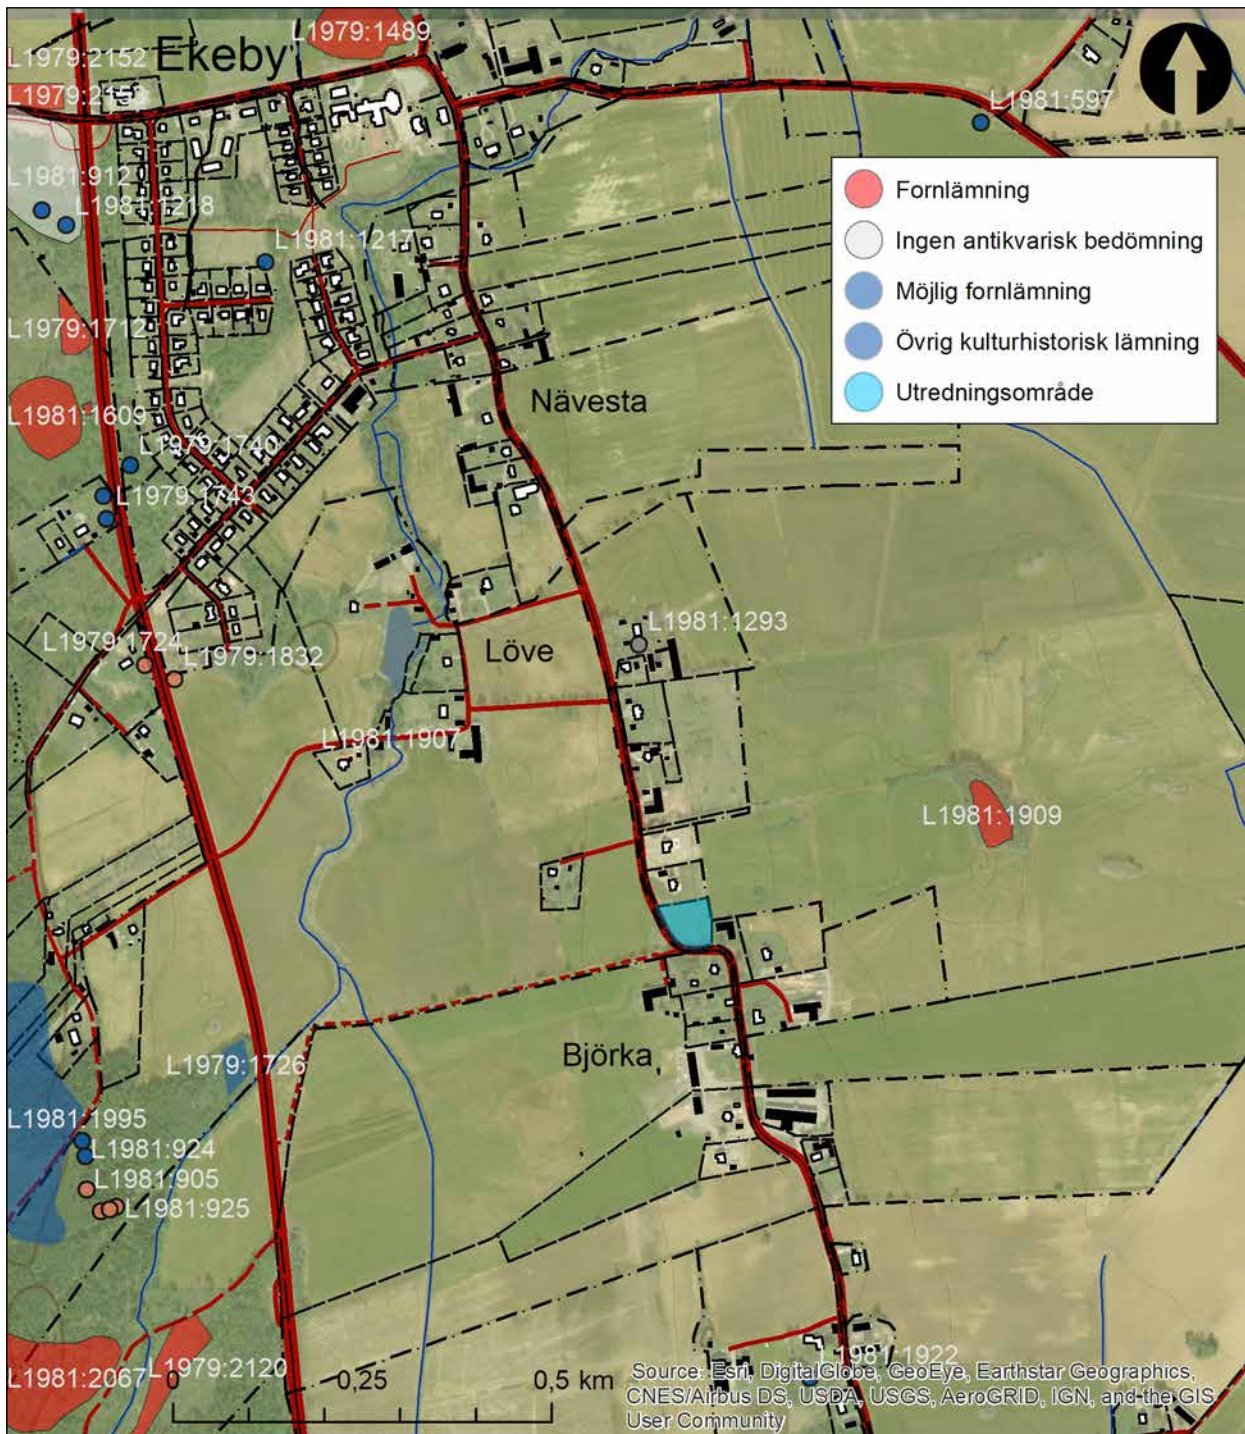 L1979:1489
L1979:2152
Ekeby
L1981:597
L1981:912
L1981:1218
L1981:1217
Fornlämning
Ingen antikvarisk bedömning
Möjlig fornlämning
Övrig kulturhistorisk lämning
Utredningsområde
L1979:1712
L1981:1609
Nävesta
L1979:1740
L1979:1743
L1981:1293
L1979:1724
L1979:1832
Löve
L1981:1907
L1981:1909
Björka
L1979:1726
L1981:1995
L1981:924
L1981:905
L1981:925
L1981:2067
L1979:2120
1981:1922
0 0,25 0,5 km
Source: Esri, DigitalGlobe, GeoEye, Earthstar Geographics,
CNES/Airbus DS, USDA, USGS, AeroGRID, IGN, and the GIS
User Community